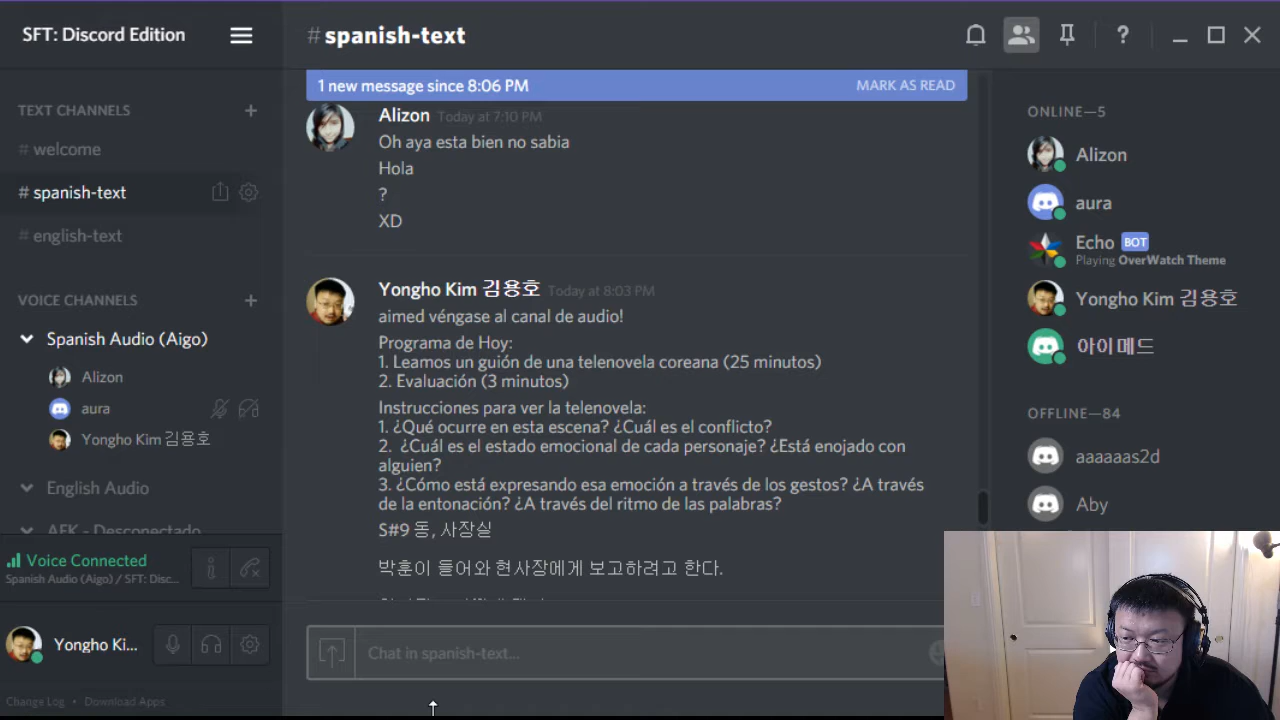 SFT: Discord Edition
TEXT CHANNELS
# welcome
# spanish-text
# english-text
VOICE CHANNELS
Spanish Audio (Aigo)
Alizon
aura
Yongho Kim 김용호
English Audio
AFK - Desconectado
Voice Connected
Spanish Audio (Aigo) / SFT: Disc...
Yongho Ki...
Change Log • Download Apps
# spanish-text
1 new message since 8:06 PM MARK AS READ
Alizon Today at 7:10 PM
Oh aya esta bien no sabia
Hola
?
XD
Yongho Kim 김용호 Today at 8:03 PM
aimed véngase al canal de audio!
Programa de Hoy:
1. Leamos un guión de una telenovela coreana (25 minutos)
2. Evaluación (3 minutos)
Instrucciones para ver la telenovela:
1. ¿Qué ocurre en esta escena? ¿Cuál es el conflicto?
2. ¿Cuál es el estado emocional de cada personaje? ¿Está enojado con
alguien?
3. ¿Cómo está expresando esa emoción a través de los gestos? ¿A través
de la entonación? ¿A través del ritmo de las palabras?
S#9 동, 사장실
박훈이 들어와 현사장에게 보고하려고 한다.
Chat in spanish-text...
ONLINE—5
Alizon
aura
Echo BOT
Playing OverWatch Theme
Yongho Kim 김용호
아이메드
OFFLINE—84
aaaaaas2d
Aby